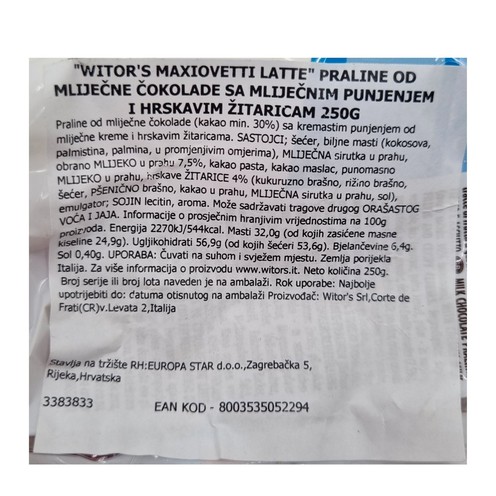 "WITOR'S MAXIOVETTI LATTE" PRALINE OD
MLIJEČNE ČOKOLADE SA MLIJEČNIM PUNJENJEM
I HRSKAVIM ŽITARICAM 250G
Praline od mliječne čokolade (kakao min. 30%) sa kremastim punjenjem od
mliječne kreme i hrskavim žitaricama. SASTOJCI; šećer, biljne masti (kokosova,
palmistina, palmina, u promjenjivim omjerima), MLIJEČNA sirutka u prahu,
obrano MLIJEKO u prahu 7,5%, kakao pasta, kakao maslac, punomasno
MLIJEKO u prahu, hrskave ŽITARICE 4% (kukuruzno brašno, rižino brašno,
šećer, PŠENIČNO brašno, kakao u prahu, MLIJEČNA sirutka u prahu, sol),
emulgator; SOJIN lecitin, aroma. Može sadržavati tragove drugog ORAŠASTOG
VOĆA I JAJA. Informacije o prosječnim hranjivim vrijednostima na 100g
proizvoda. Energija 2270kJ/544kcal. Masti 32,0g (od kojih zasićene masne
kiseline 24,9g). Ugljikohidrati 56,9g (od kojih šećeri 53,6g). Bjelančevine 6,4g.
Sol 0,40g. UPORABA: Čuvati na suhom i svježem mjestu. Zemlja porijekla
Italija. Za više informacija o proizvodu www.witors.it. Neto količina 250g.
Broj serije ili broj lota naveden je na ambalaži. Rok uporabe: Najbolje
upotrijebiti do: datuma otisnutog na ambalaži Proizvođač: Witor's Srl,Corte de
Frati(CR)v.Levata 2,Italija
Stavlja na tržište RH:EUROPA STAR d.o.o.,Zagrebačka 5,
Rijeka,Hrvatska
3383833 EAN KOD - 8003535052294